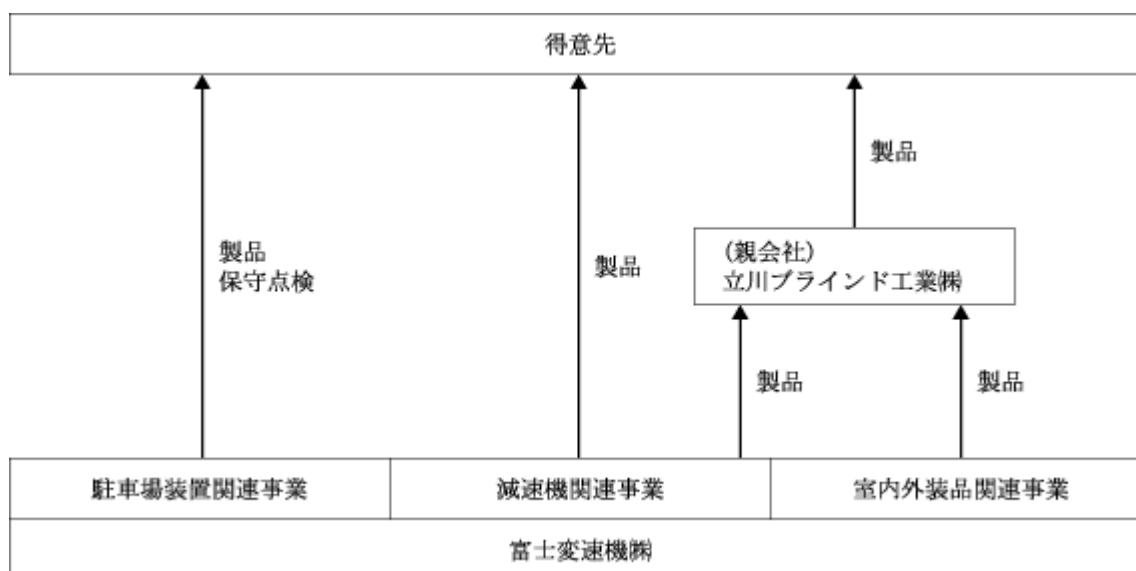 得意先
製品
(親会社)
立川ブラインド工業㈱
製品
保守点検
製品
製品
製品
駐車場装置関連事業
減速機関連事業
室内外装品関連事業
富士変速機㈱